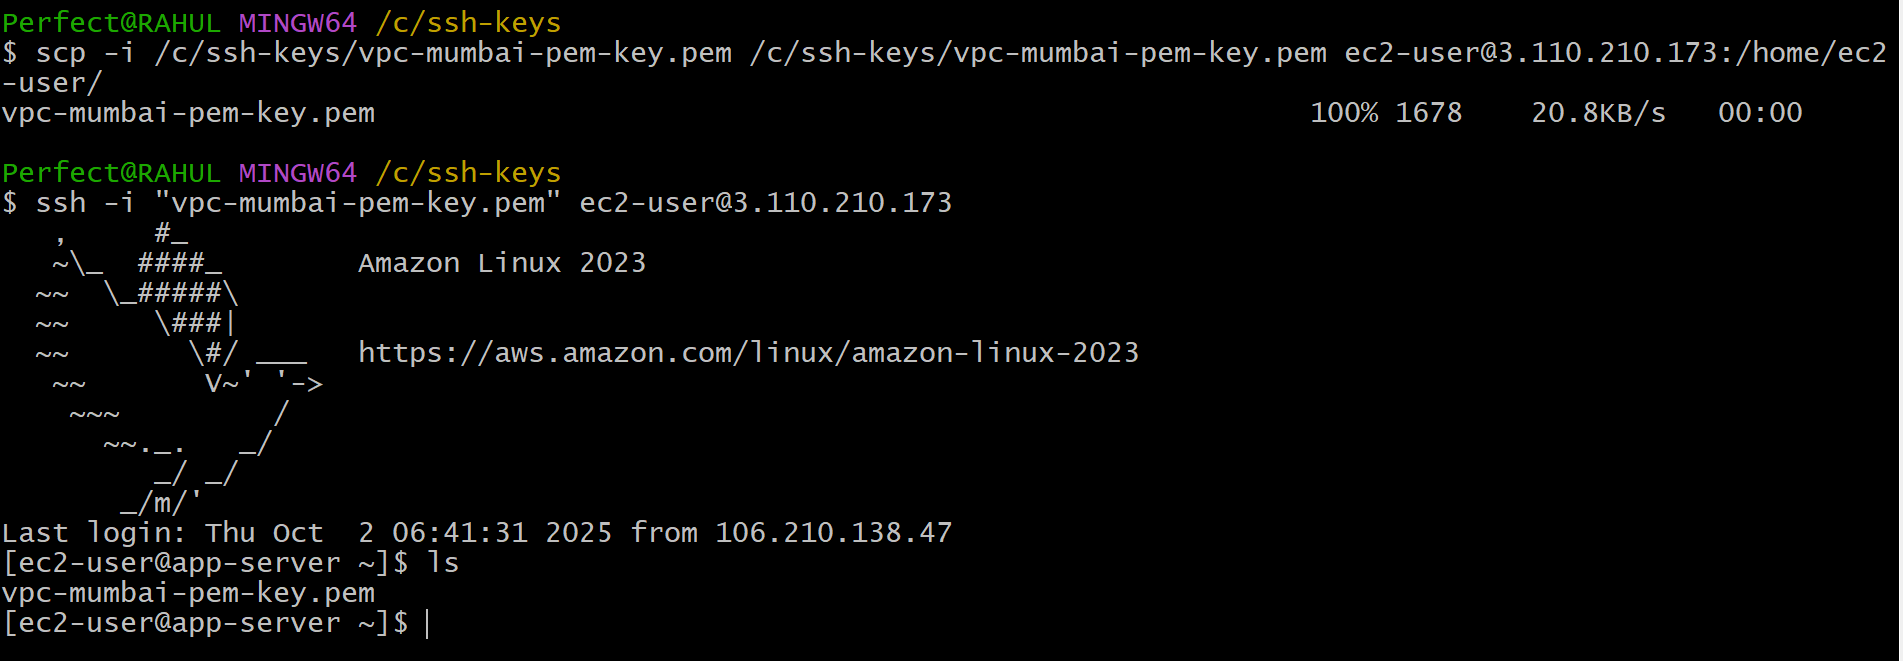 Perfect@RAHUL MINGW64 /c/ssh-keys
$ scp -i /c/ssh-keys/vpc-mumbai-pem-key.pem /c/ssh-keys/vpc-mumbai-pem-key.pem ec2-user@3.110.210.173:/home/ec2
-user/
vpc-mumbai-pem-key.pem                                                       100% 1678    20.8KB/s   00:00

Perfect@RAHUL MINGW64 /c/ssh-keys
$ ssh -i "vpc-mumbai-pem-key.pem" ec2-user@3.110.210.173
   ,     #_
   ~\_  ####_        Amazon Linux 2023
  ~~  \_#####\
  ~~     \###|
  ~~       \#/ ___   https://aws.amazon.com/linux/amazon-linux-2023
   ~~       V~' '->
    ~~~         /
      ~~._.   _/
         _/ _/
       _/m/'
Last login: Thu Oct  2 06:41:31 2025 from 106.210.138.47
[ec2-user@app-server ~]$ ls
vpc-mumbai-pem-key.pem
[ec2-user@app-server ~]$